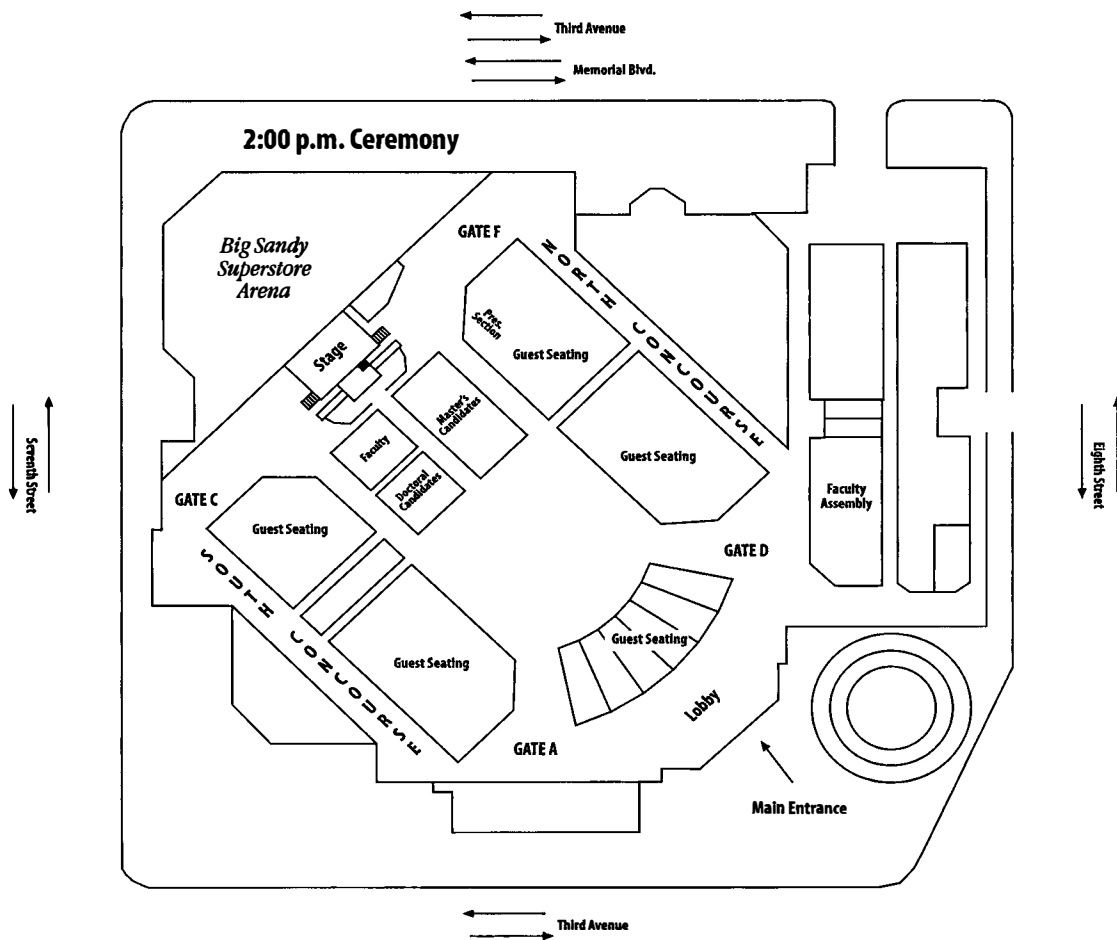 Third Avenue
Memorial Blvd.
2:00 p.m. Ceremony
Big Sandy
Superstore
Arena
GATE F
NORTH CONCOURSE
Pres.
Section
Guest Seating
Stage
Master's
Candidates
Guest Seating
Faculty
Doctoral
Candidates
Seventh Street
Eighth Street
GATE C
Guest Seating
Faculty
Assembly
GATE D
SOUTH CONCOURSE
Guest Seating
Guest Seating
Lobby
GATE A
Main Entrance
Third Avenue